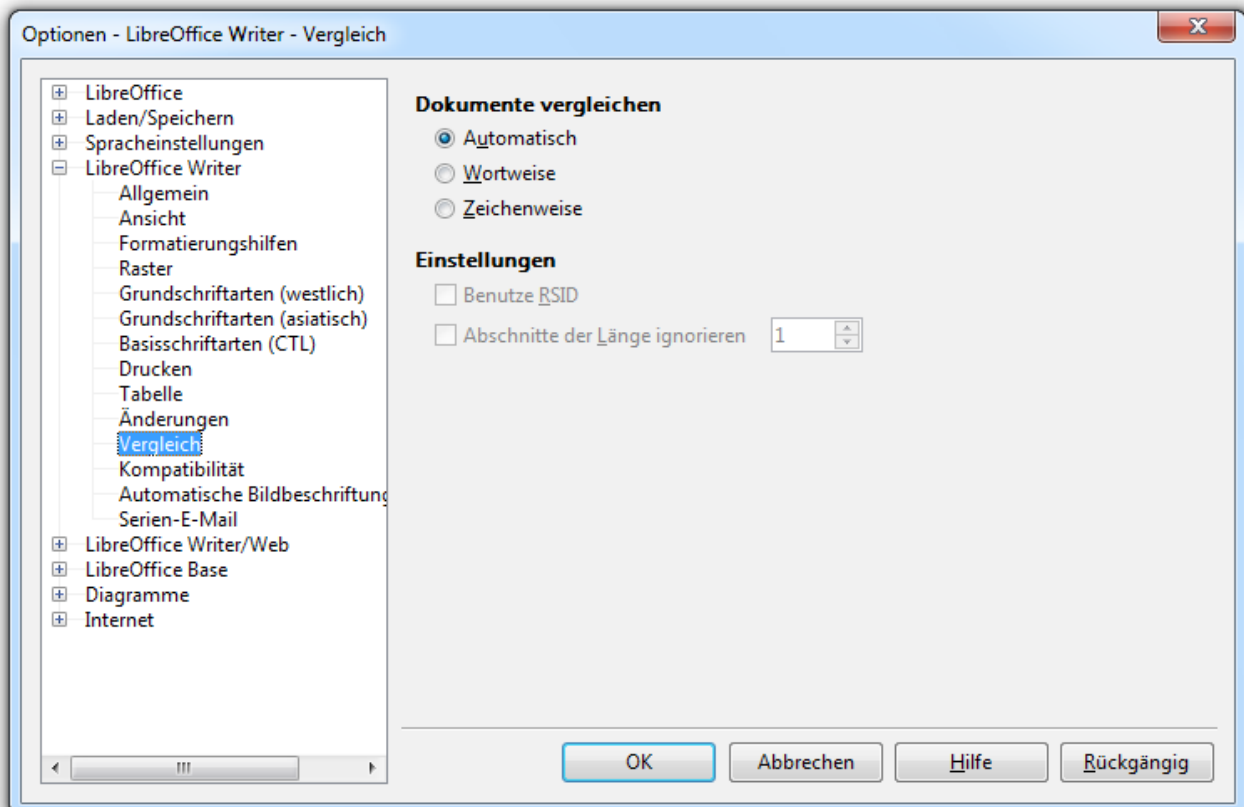 Optionen - LibreOffice Writer - Vergleich
LibreOffice
Laden/Speichern
Spracheinstellungen
LibreOffice Writer
Allgemein
Ansicht
Formatierungshilfen
Raster
Grundschriftarten (westlich)
Grundschriftarten (asiatisch)
Basisschriftarten (CTL)
Drucken
Tabelle
Änderungen
Vergleich
Kompatibilität
Automatische Bildbeschriftung
Serien-E-Mail
LibreOffice Writer/Web
LibreOffice Base
Diagramme
Internet
Dokumente vergleichen
Automatisch
Wortweise
Zeichenweise
Einstellungen
Benutze RSID
Abschnitte der Länge ignorieren 1
OK Abbrechen Hilfe Rückgängig